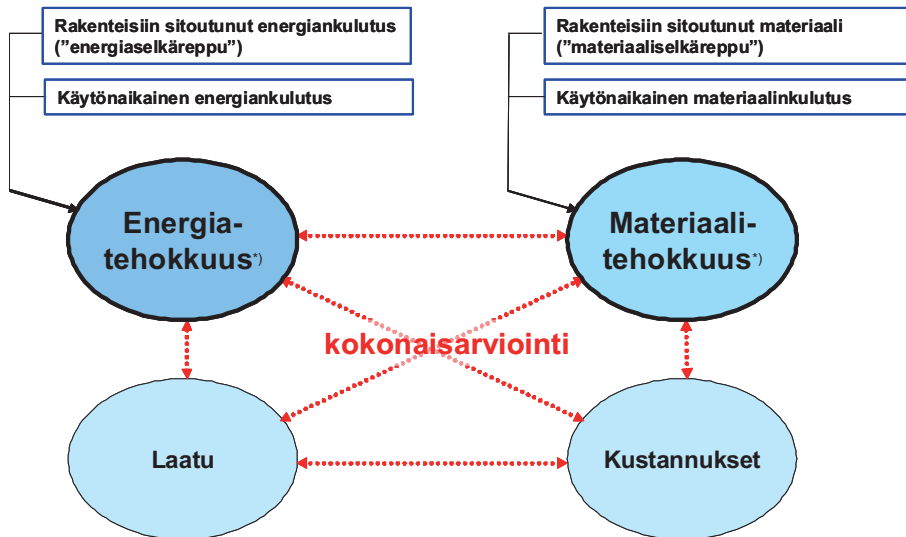 Rakenteisiin sitoutunut energiankulutus
("energiaselkäreppu")
Rakenteisiin sitoutunut materiaali
("materiaaliselkäreppu")
Käytönaikainen energiankulutus
Käytönaikainen materiaalinkulutus
Energia-
tehokkuus*)
Materiaali-
tehokkuus*)
kokonaisarviointi
Laatu
Kustannukset